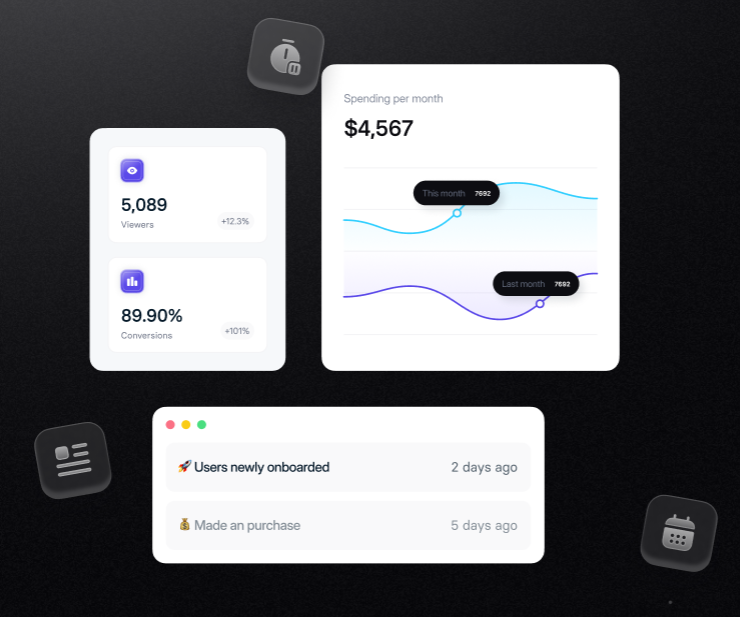 Spending per month
$4,567
This month 7692
Last month 7692
5,089
Viewers
+12.3%
89.90%
Conversions
+101%
🚀 Users newly onboarded 2 days ago
💰 Made an purchase 5 days ago